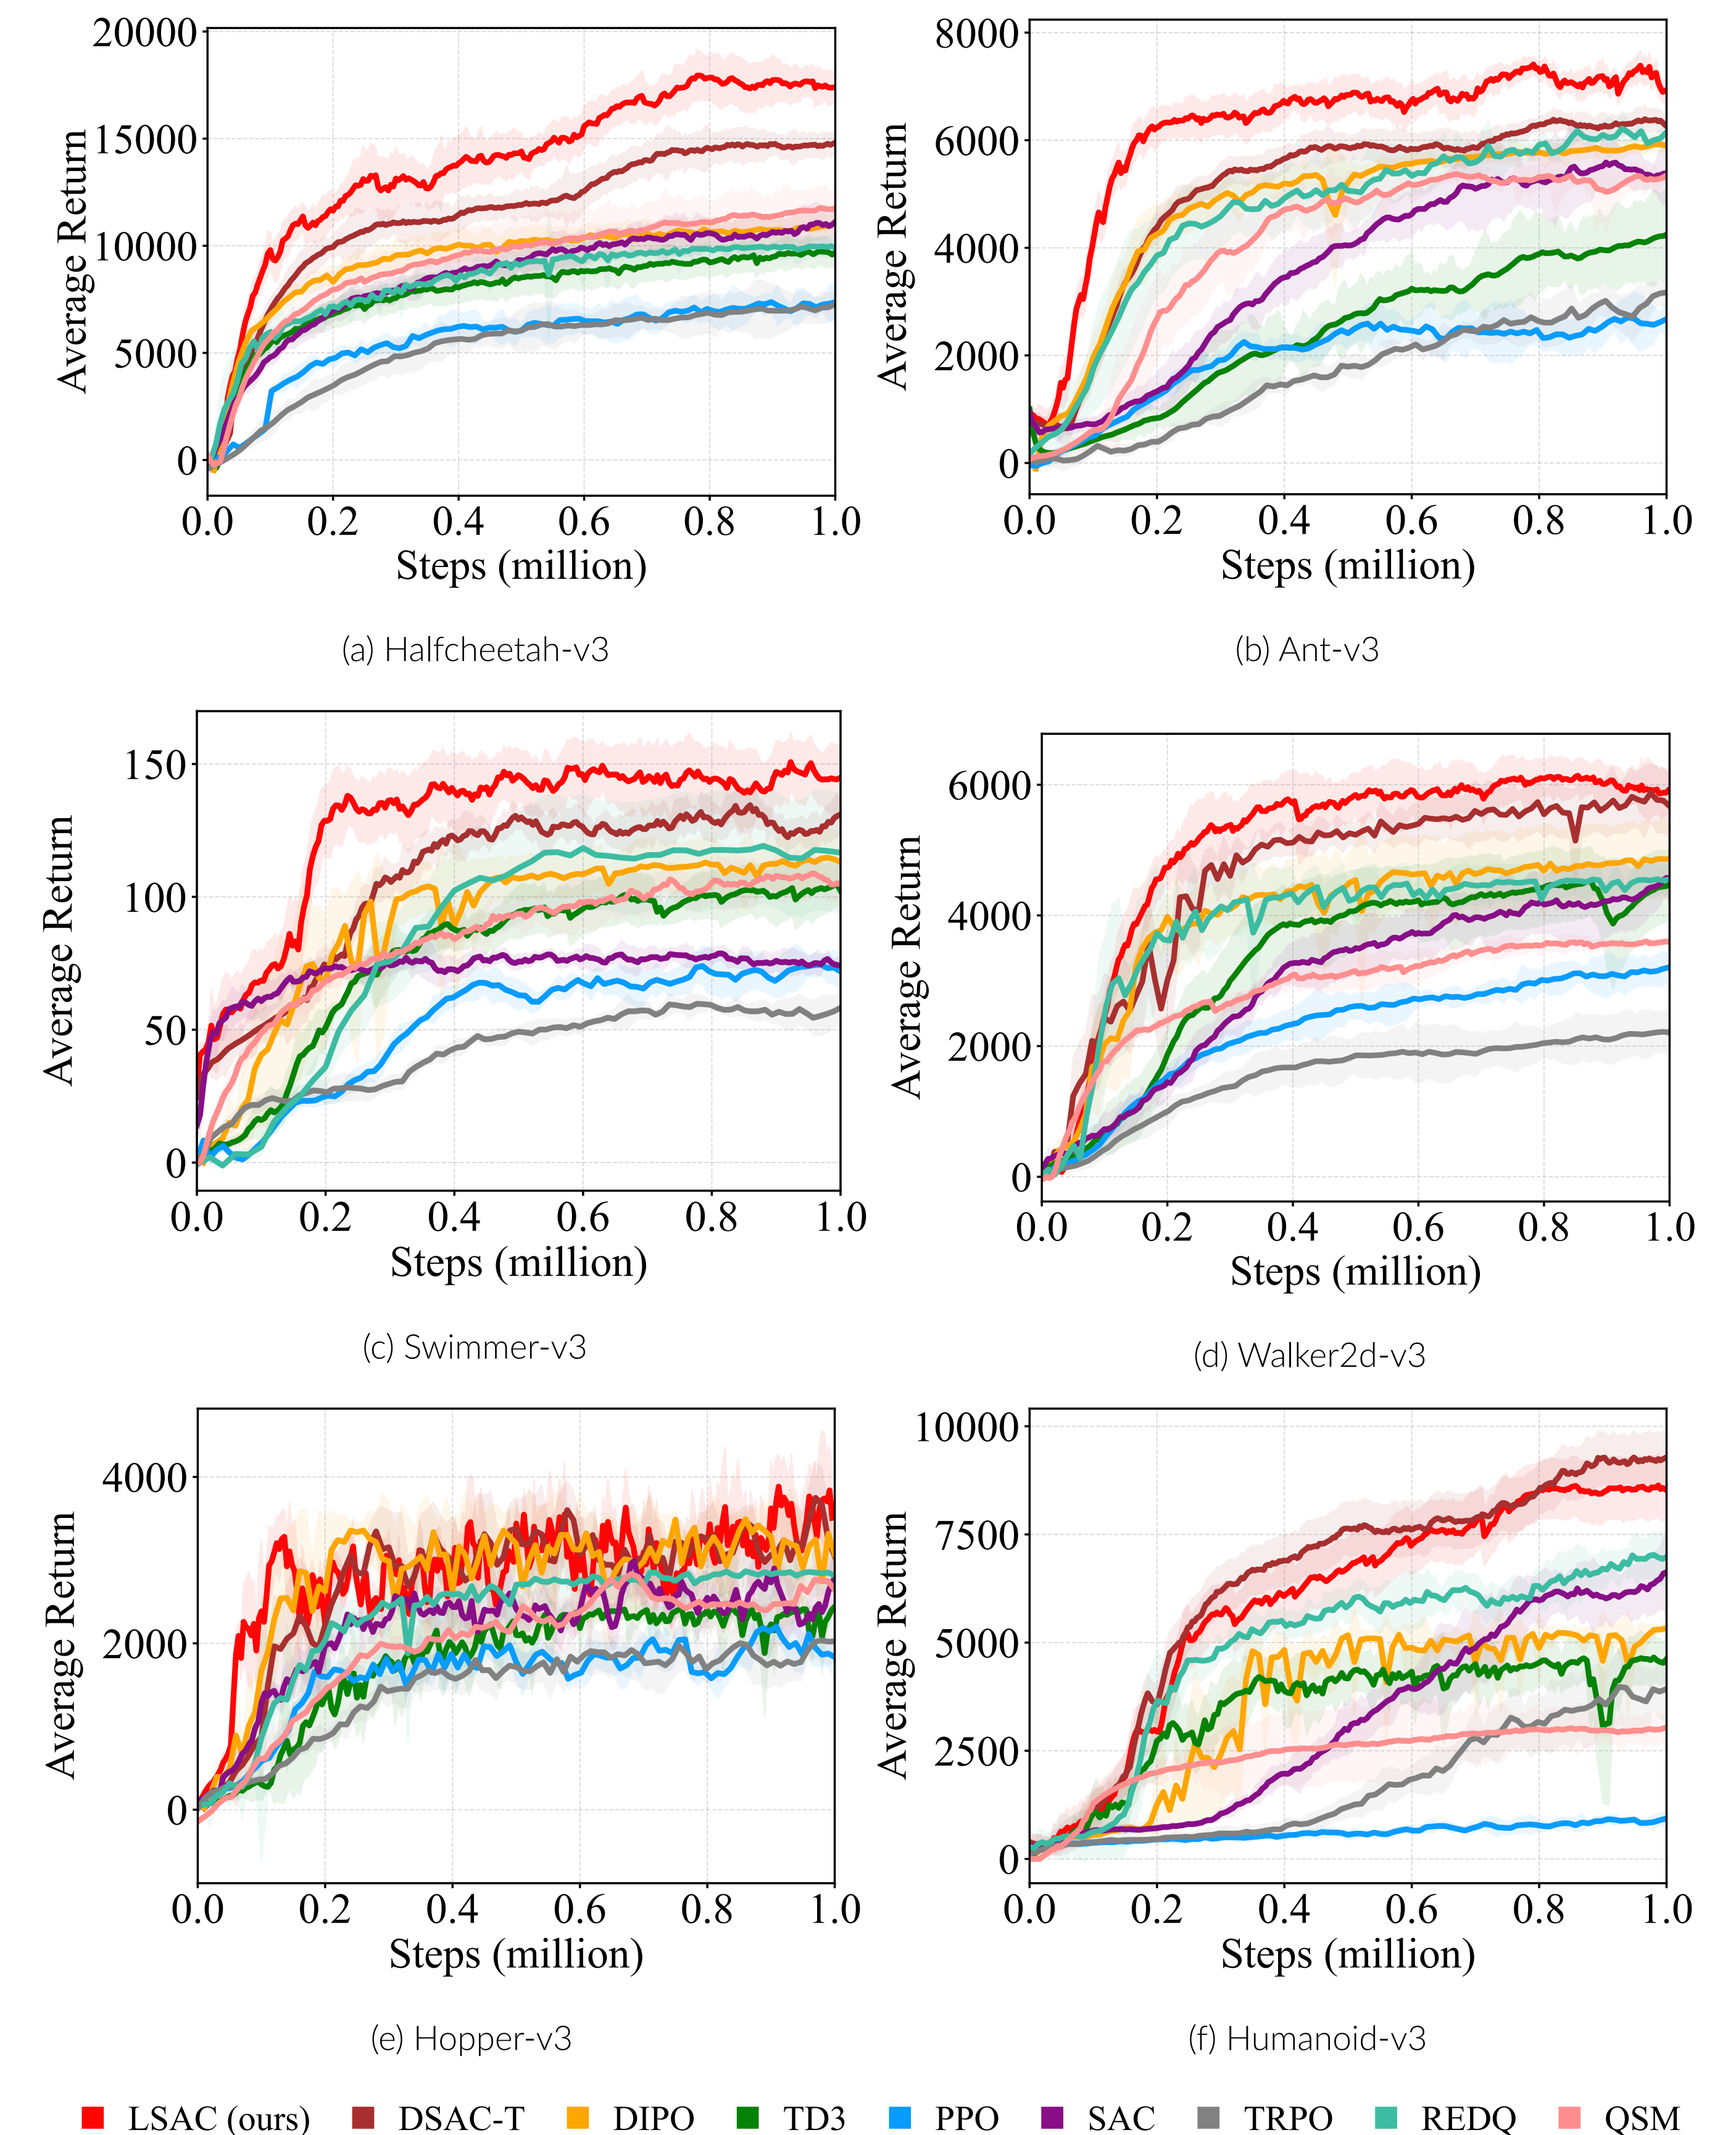 20000
15000
10000
5000
0
Average Return
0.0 0.2 0.4 0.6 0.8 1.0
Steps (million)
(a) Halfcheetah-v3
8000
6000
4000
2000
0
Average Return
0.0 0.2 0.4 0.6 0.8 1.0
Steps (million)
(b) Ant-v3
150
100
50
0
Average Return
0.0 0.2 0.4 0.6 0.8 1.0
Steps (million)
(c) Swimmer-v3
6000
4000
2000
0
Average Return
0.0 0.2 0.4 0.6 0.8 1.0
Steps (million)
(d) Walker2d-v3
4000
2000
0
Average Return
0.0 0.2 0.4 0.6 0.8 1.0
Steps (million)
(e) Hopper-v3
10000
7500
5000
2500
0
Average Return
0.0 0.2 0.4 0.6 0.8 1.0
Steps (million)
(f) Humanoid-v3
LSAC (ours) DSAC-T DIPO TD3 PPO SAC TRPO REDQ QSM